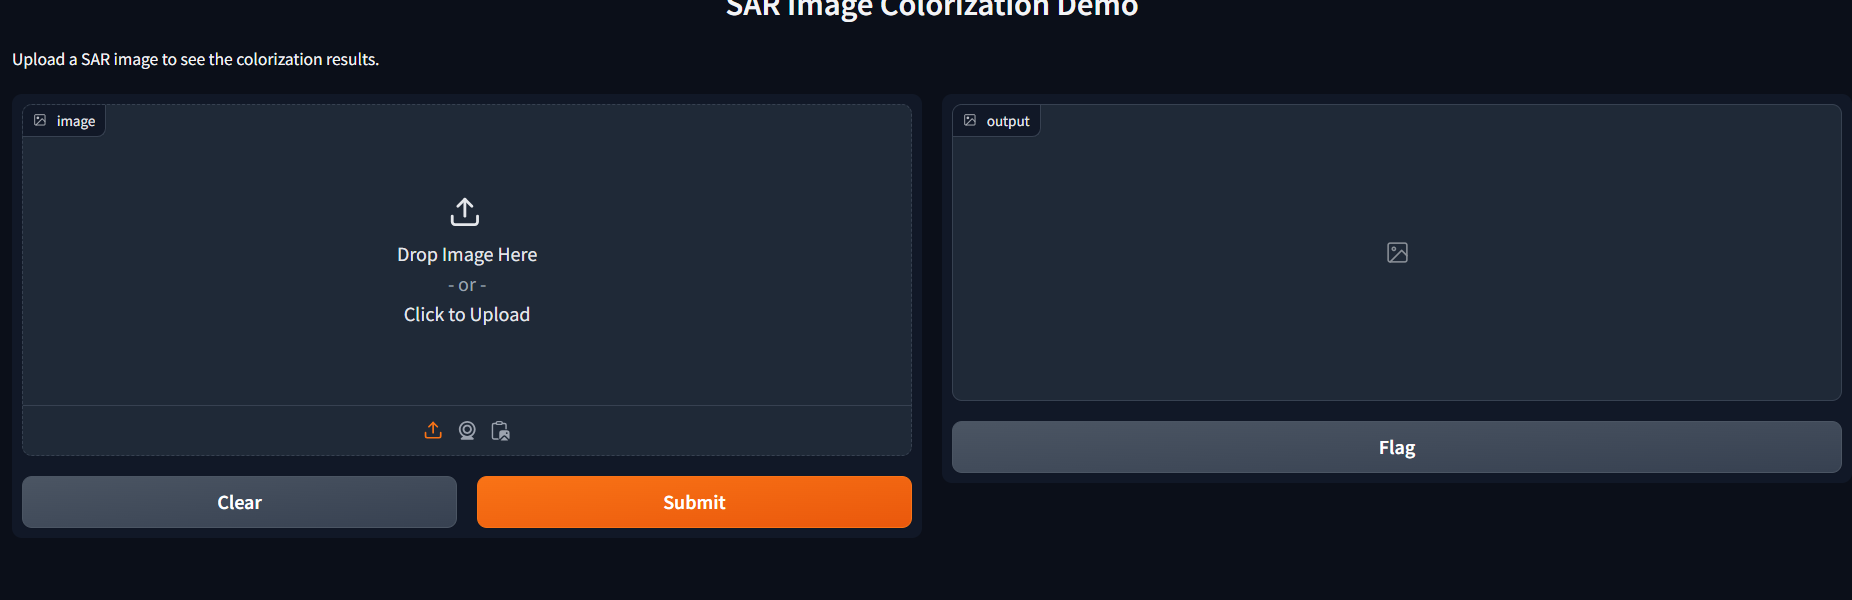 SAR Image Colorization Demo
Upload a SAR image to see the colorization results.
image
Drop Image Here
- or -
Click to Upload
Clear
Submit
output
Flag